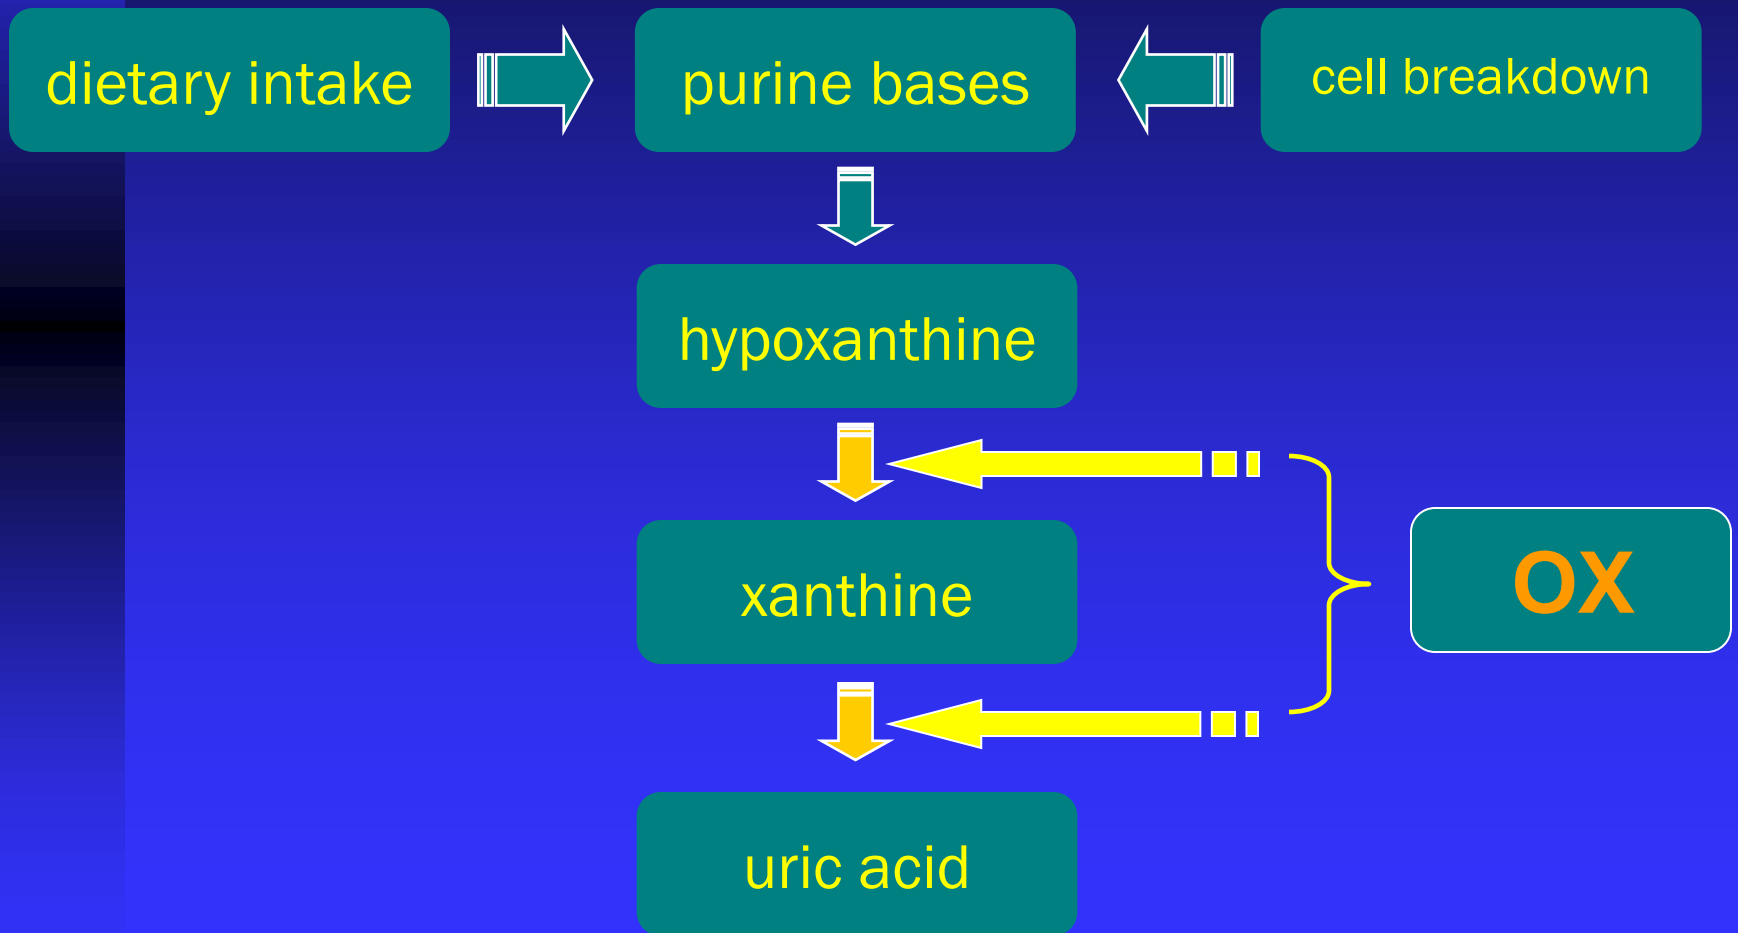 dietary intake
purine bases
cell breakdown
hypoxanthine
xanthine
OX
uric acid